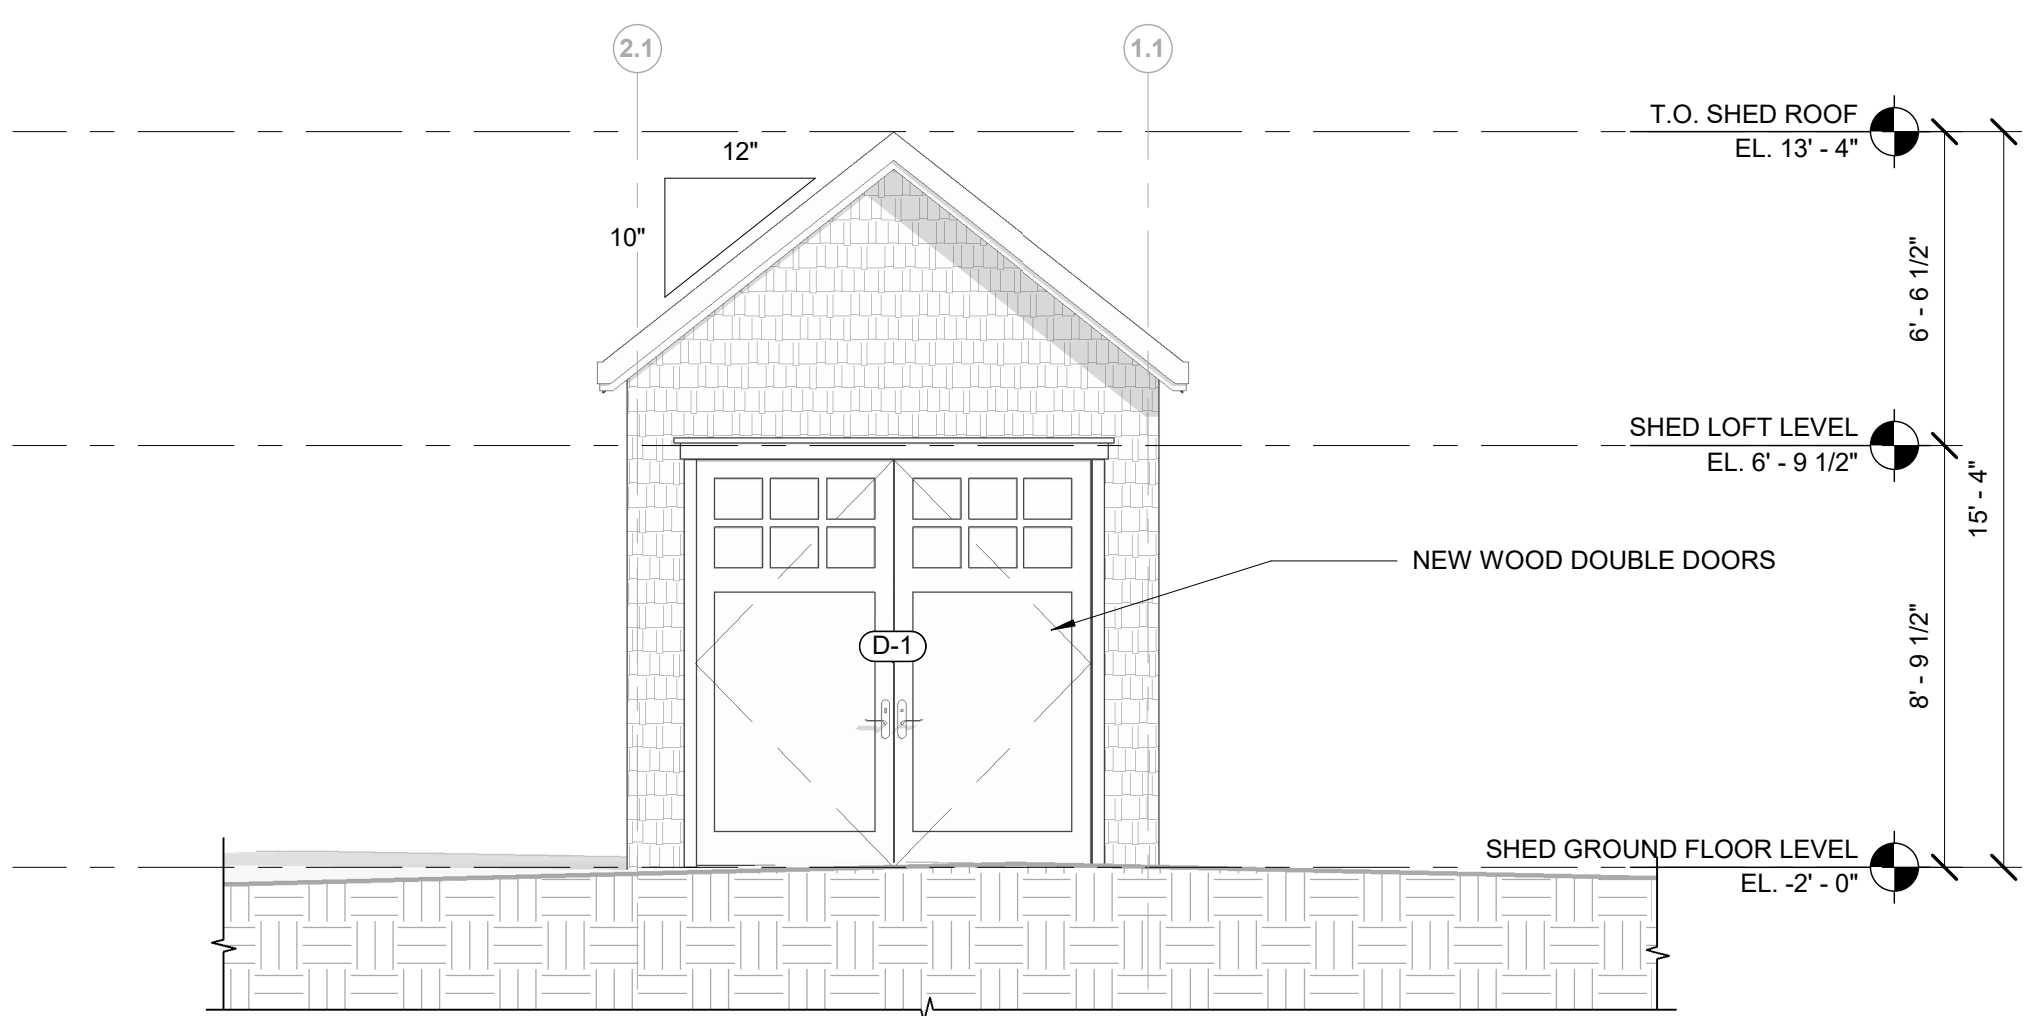 2.1
1.1
T.O. SHED ROOF
EL. 13' - 4"
12"
10"
6' - 6 1/2"
SHED LOFT LEVEL
EL. 6' - 9 1/2"
15' - 4"
NEW WOOD DOUBLE DOORS
D-1
8' - 9 1/2"
SHED GROUND FLOOR LEVEL
EL. -2' - 0"